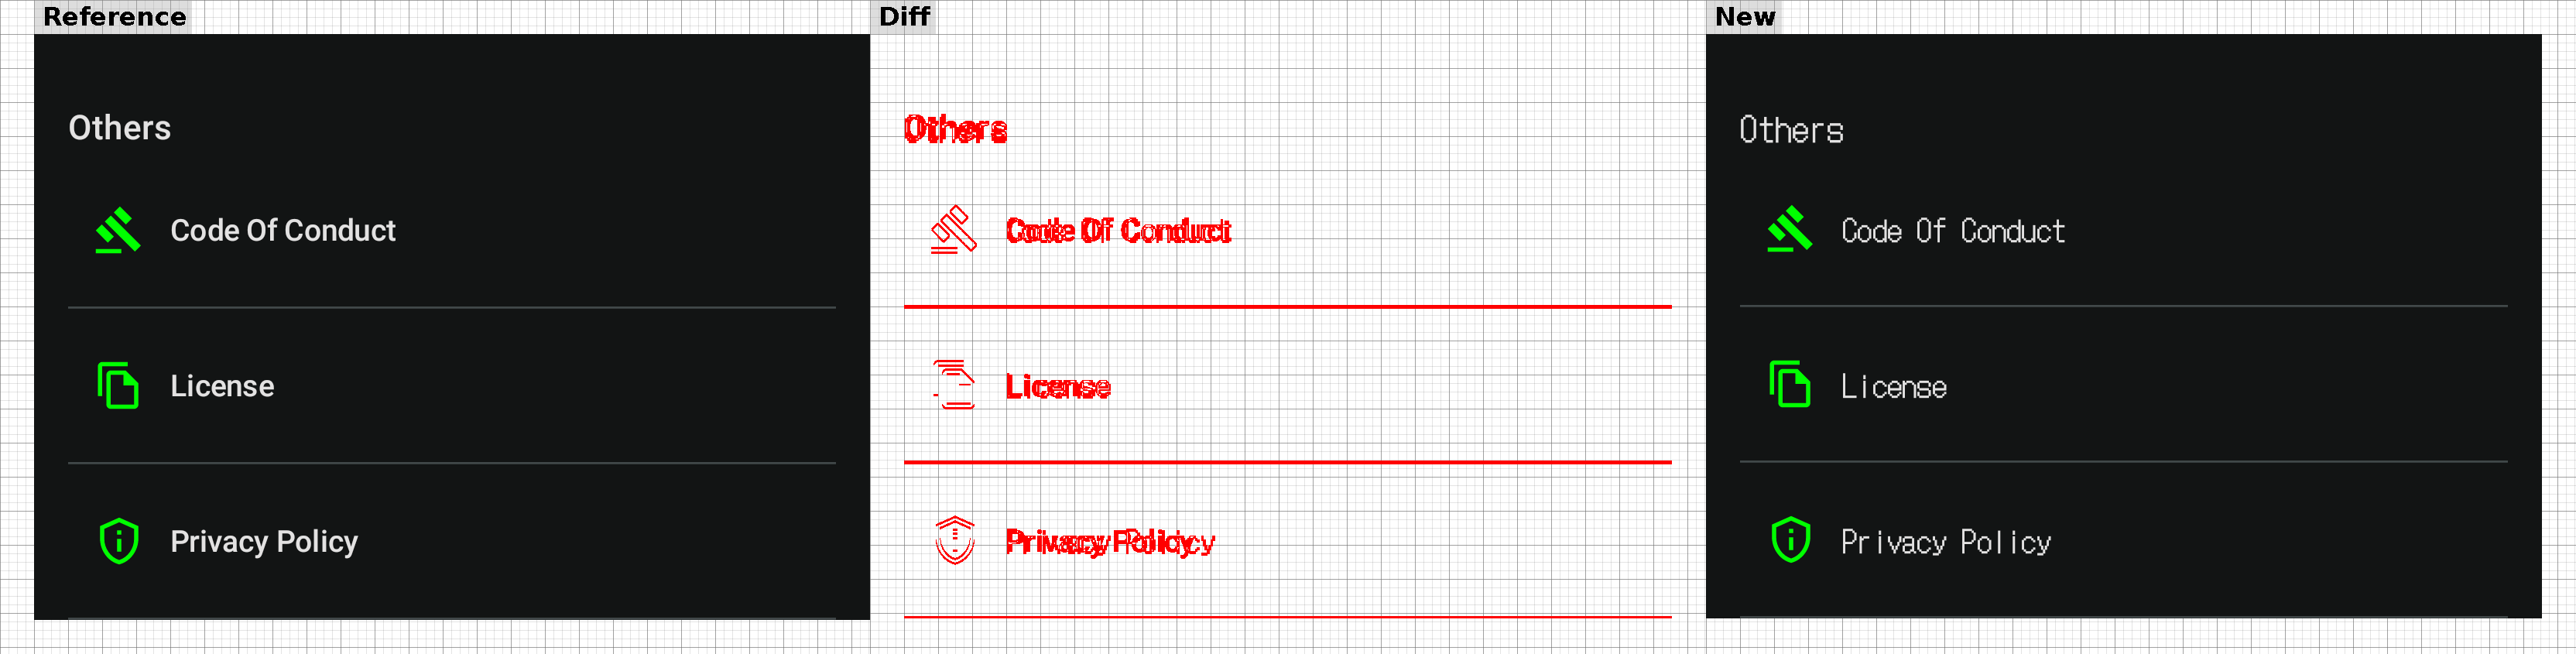 Reference
Others
Code Of Conduct
License
Privacy Policy
Diff
Others
Code Of Conduct
License
Privacy Policy
New
Others
Code Of Conduct
License
Privacy Policy